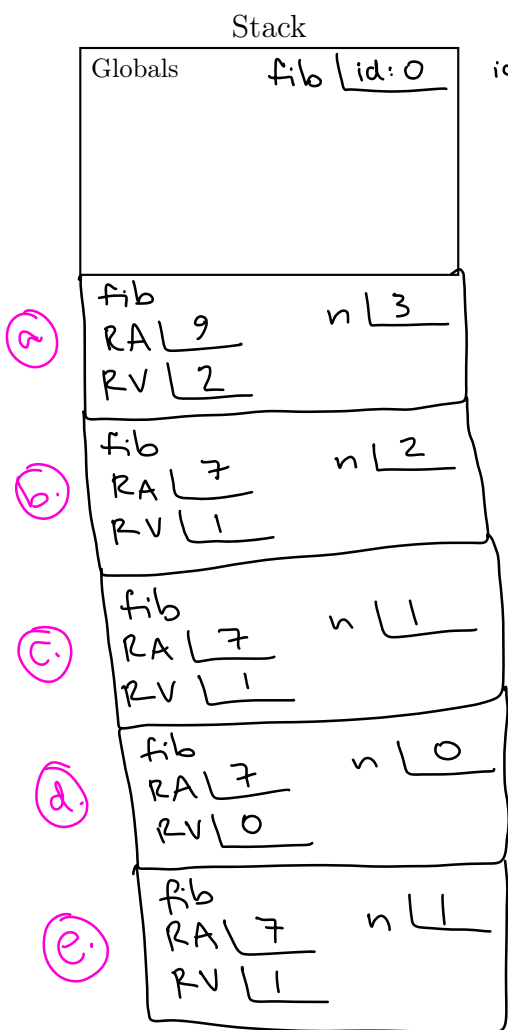 Stack
Globals fib id: 0
a
fib
RA 9 n 3
RV 2
b.
fib
RA 7 n 2
RV 1
c.
fib
RA 7 n 1
RV 1
d.
fib
RA 7 n 0
RV 0
e.
fib
RA 7 n 1
RV 1